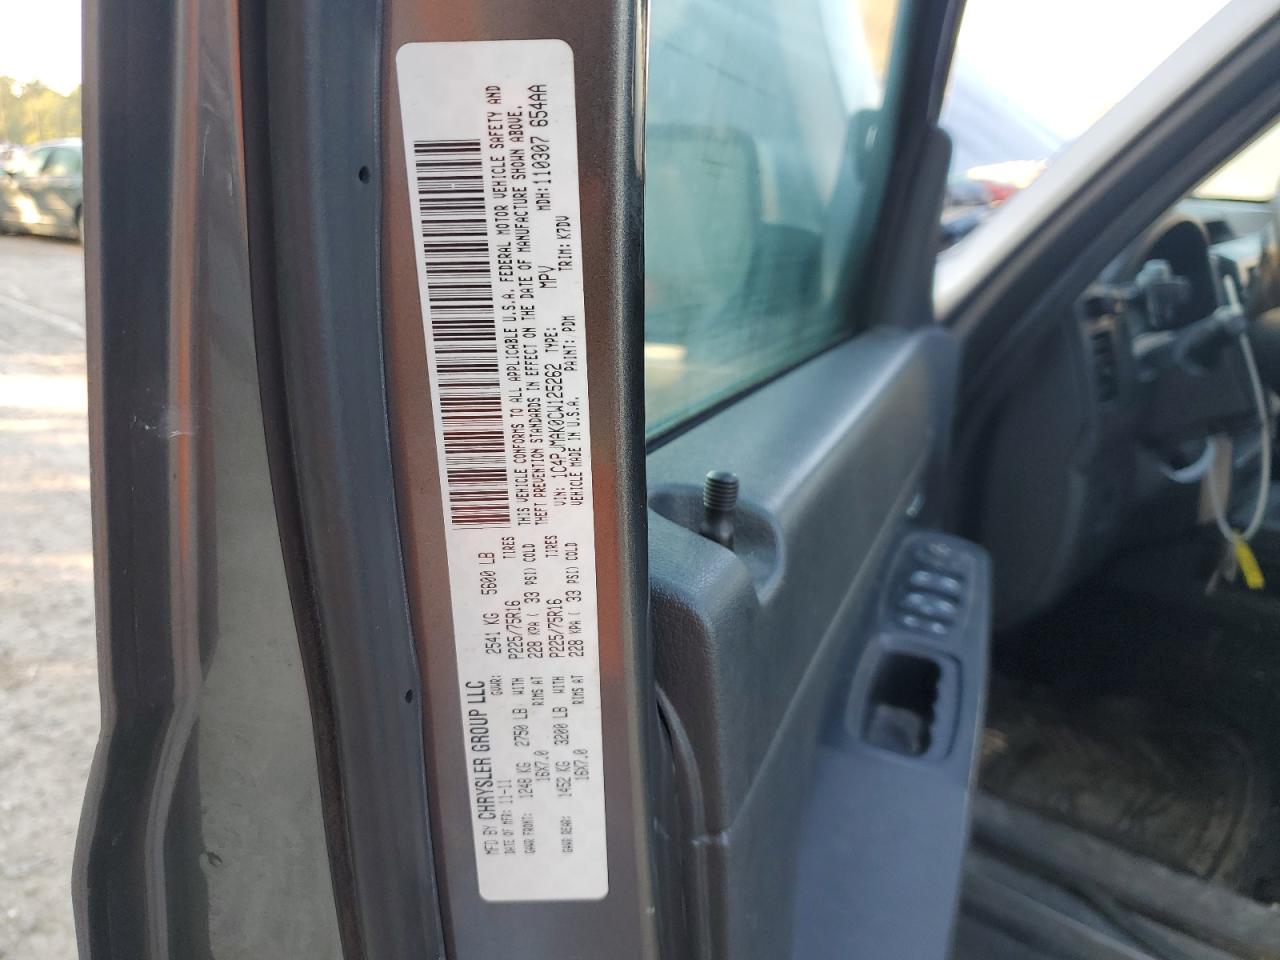 MFD BY CHRYSLER GROUP LLC
DATE OF MFR: 11-11 GVWR: 2541 KG 5600 LB
GAWR FRONT: 1248 KG 2750 LB WITH P225/75R16 TIRES
16X7.0 RIMS AT 228 KPA ( 33 PSI) COLD
GAWR REAR: 1452 KG 3200 LB WITH P225/75R16 TIRES
16X7.0 RIMS AT 228 KPA ( 33 PSI) COLD
THIS VEHICLE CONFORMS TO ALL APPLICABLE U.S.A. FEDERAL MOTOR VEHICLE SAFETY AND
THEFT PREVENTION STANDARDS IN EFFECT ON THE DATE OF MANUFACTURE SHOWN ABOVE.
VIN: 1C4PJMAK0CW125262 TYPE: MPV MDH:110307 654AA
VEHICLE MADE IN U.S.A. PAINT: PDM TRIM: K7DV